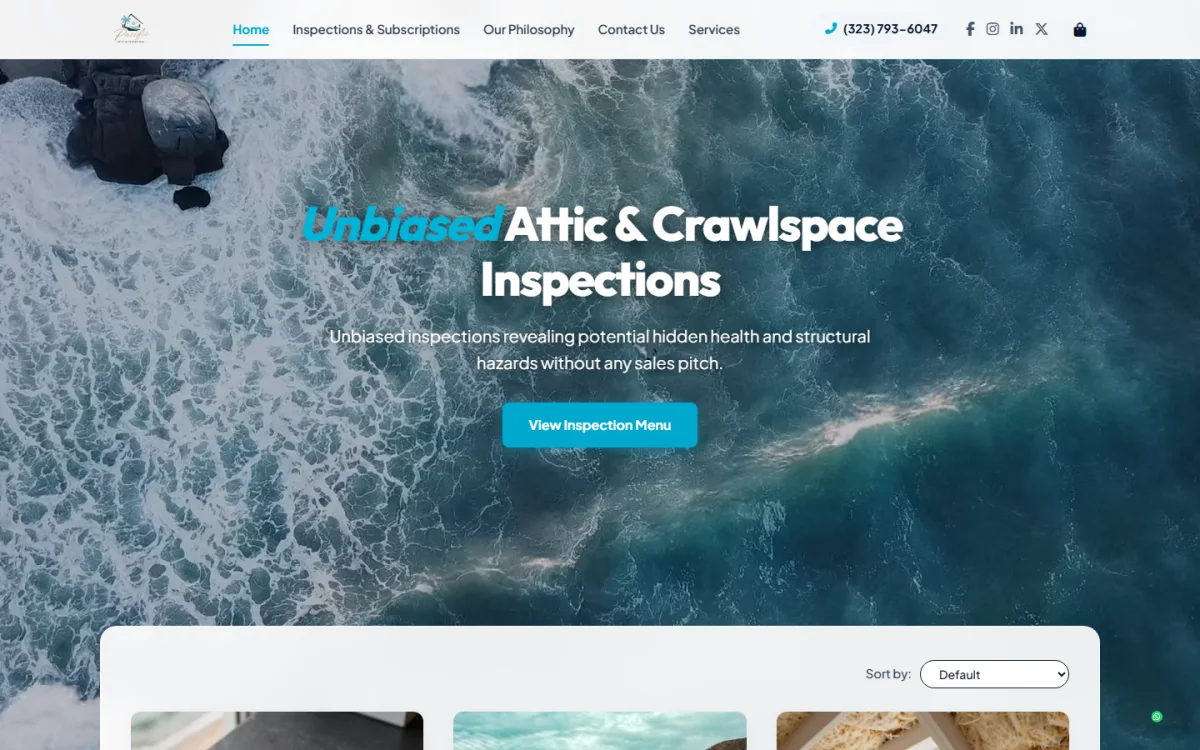 Pacific
Home
Inspections & Subscriptions
Our Philosophy
Contact Us
Services
(323) 793-6047
Unbiased Attic & Crawlspace
Inspections
Unbiased inspections revealing potential hidden health and structural
hazards without any sales pitch.
View Inspection Menu
Sort by:
Default